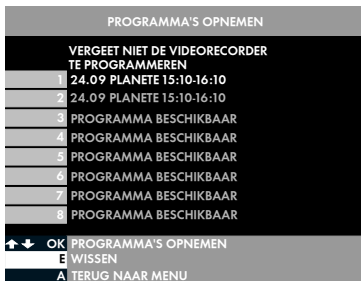 PROGRAMMA'S OPNEMEN
VERGEET NIET DE VIDEORECORDER
TE PROGRAMMEREN
1 24.09 PLANETE 15:10-16:10
2 24.09 PLANETE 15:10-16:10
3 PROGRAMMA BESCHIKBAAR
4 PROGRAMMA BESCHIKBAAR
5 PROGRAMMA BESCHIKBAAR
6 PROGRAMMA BESCHIKBAAR
7 PROGRAMMA BESCHIKBAAR
8 PROGRAMMA BESCHIKBAAR
OK PROGRAMMA'S OPNEMEN
E WISSEN
A TERUG NAAR MENU